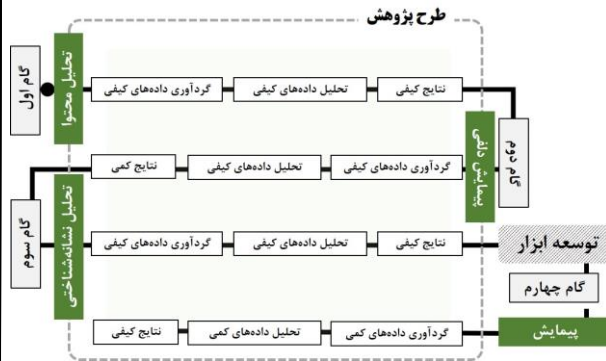 طرح پژوهش
گام اول
تحلیل محتوا
گردآوری داده‌های کیفی
تحلیل داده‌های کیفی
نتایج کیفی
گام دوم
پیمایش دلفی
گردآوری داده‌های کیفی
تحلیل داده‌های کیفی
نتایج کمی
گام سوم
تحلیل نشانه‌شناختی
گردآوری داده‌های کیفی
تحلیل داده‌های کیفی
نتایج کیفی
توسعه ابزار
گام چهارم
پیمایش
گردآوری داده‌های کمی
تحلیل داده‌های کمی
نتایج کیفی